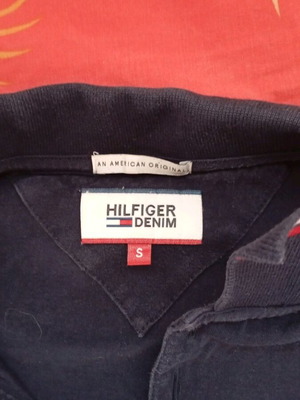 AN AMERICAN ORIGINAL
HILFIGER
DENIM
S